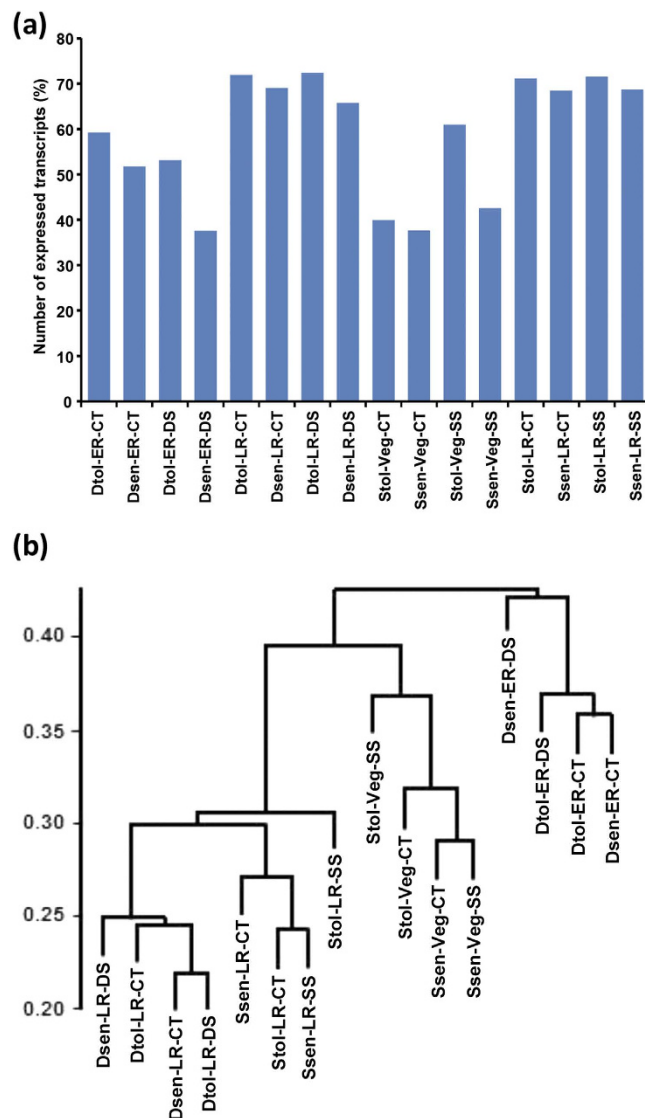 (a)
Number of expressed transcripts (%)
80
70
60
50
40
30
20
10
0
Dtol-ER-CT
Dsen-ER-CT
Dtol-ER-DS
Dsen-ER-DS
Dtol-LR-CT
Dsen-LR-CT
Dtol-LR-DS
Dsen-LR-DS
Stol-Veg-CT
Ssen-Veg-CT
Stol-Veg-SS
Ssen-Veg-SS
Stol-LR-CT
Ssen-LR-CT
Stol-LR-SS
Ssen-LR-SS
(b)
0.40
0.35
0.30
0.25
0.20
Dsen-LR-DS
Dtol-LR-CT
Dsen-LR-CT
Dtol-LR-DS
Ssen-LR-CT
Stol-LR-CT
Ssen-LR-SS
Stol-LR-SS
Stol-Veg-SS
Stol-Veg-CT
Ssen-Veg-CT
Ssen-Veg-SS
Dsen-ER-DS
Dtol-ER-DS
Dtol-ER-CT
Dsen-ER-CT